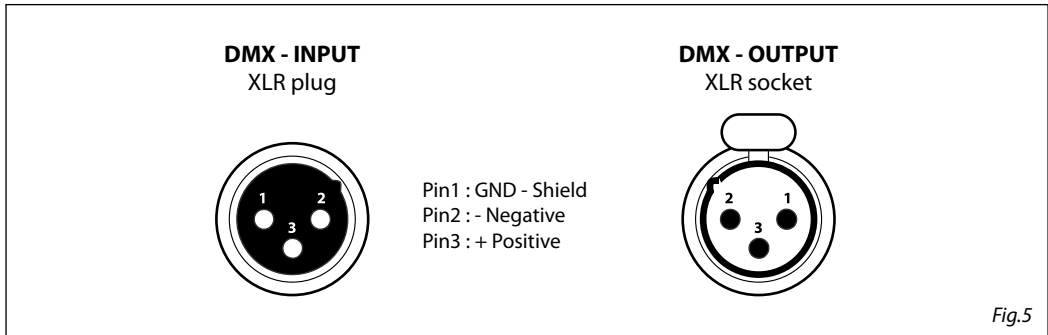 DMX - INPUT
XLR plug
DMX - OUTPUT
XLR socket
1 2
3
Pin1 : GND - Shield
Pin2 : - Negative
Pin3 : + Positive
2 1
3
Fig.5